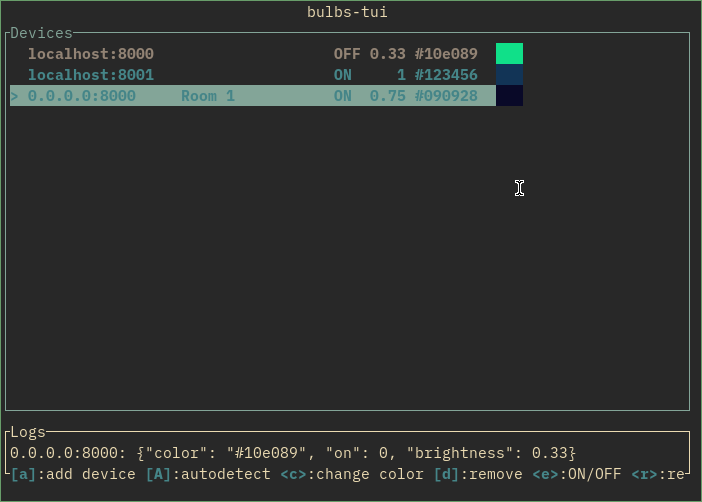 bulbs-tui
Devices
localhost:8000 OFF 0.33 #10e089
localhost:8001 ON 1 #123456
> 0.0.0.0:8000 Room 1 ON 0.75 #090928
Logs
0.0.0.0:8000: {"color": "#10e089", "on": 0, "brightness": 0.33}
[a]:add device [A]:autodetect <c>:change color [d]:remove <e>:ON/OFF <r>:re